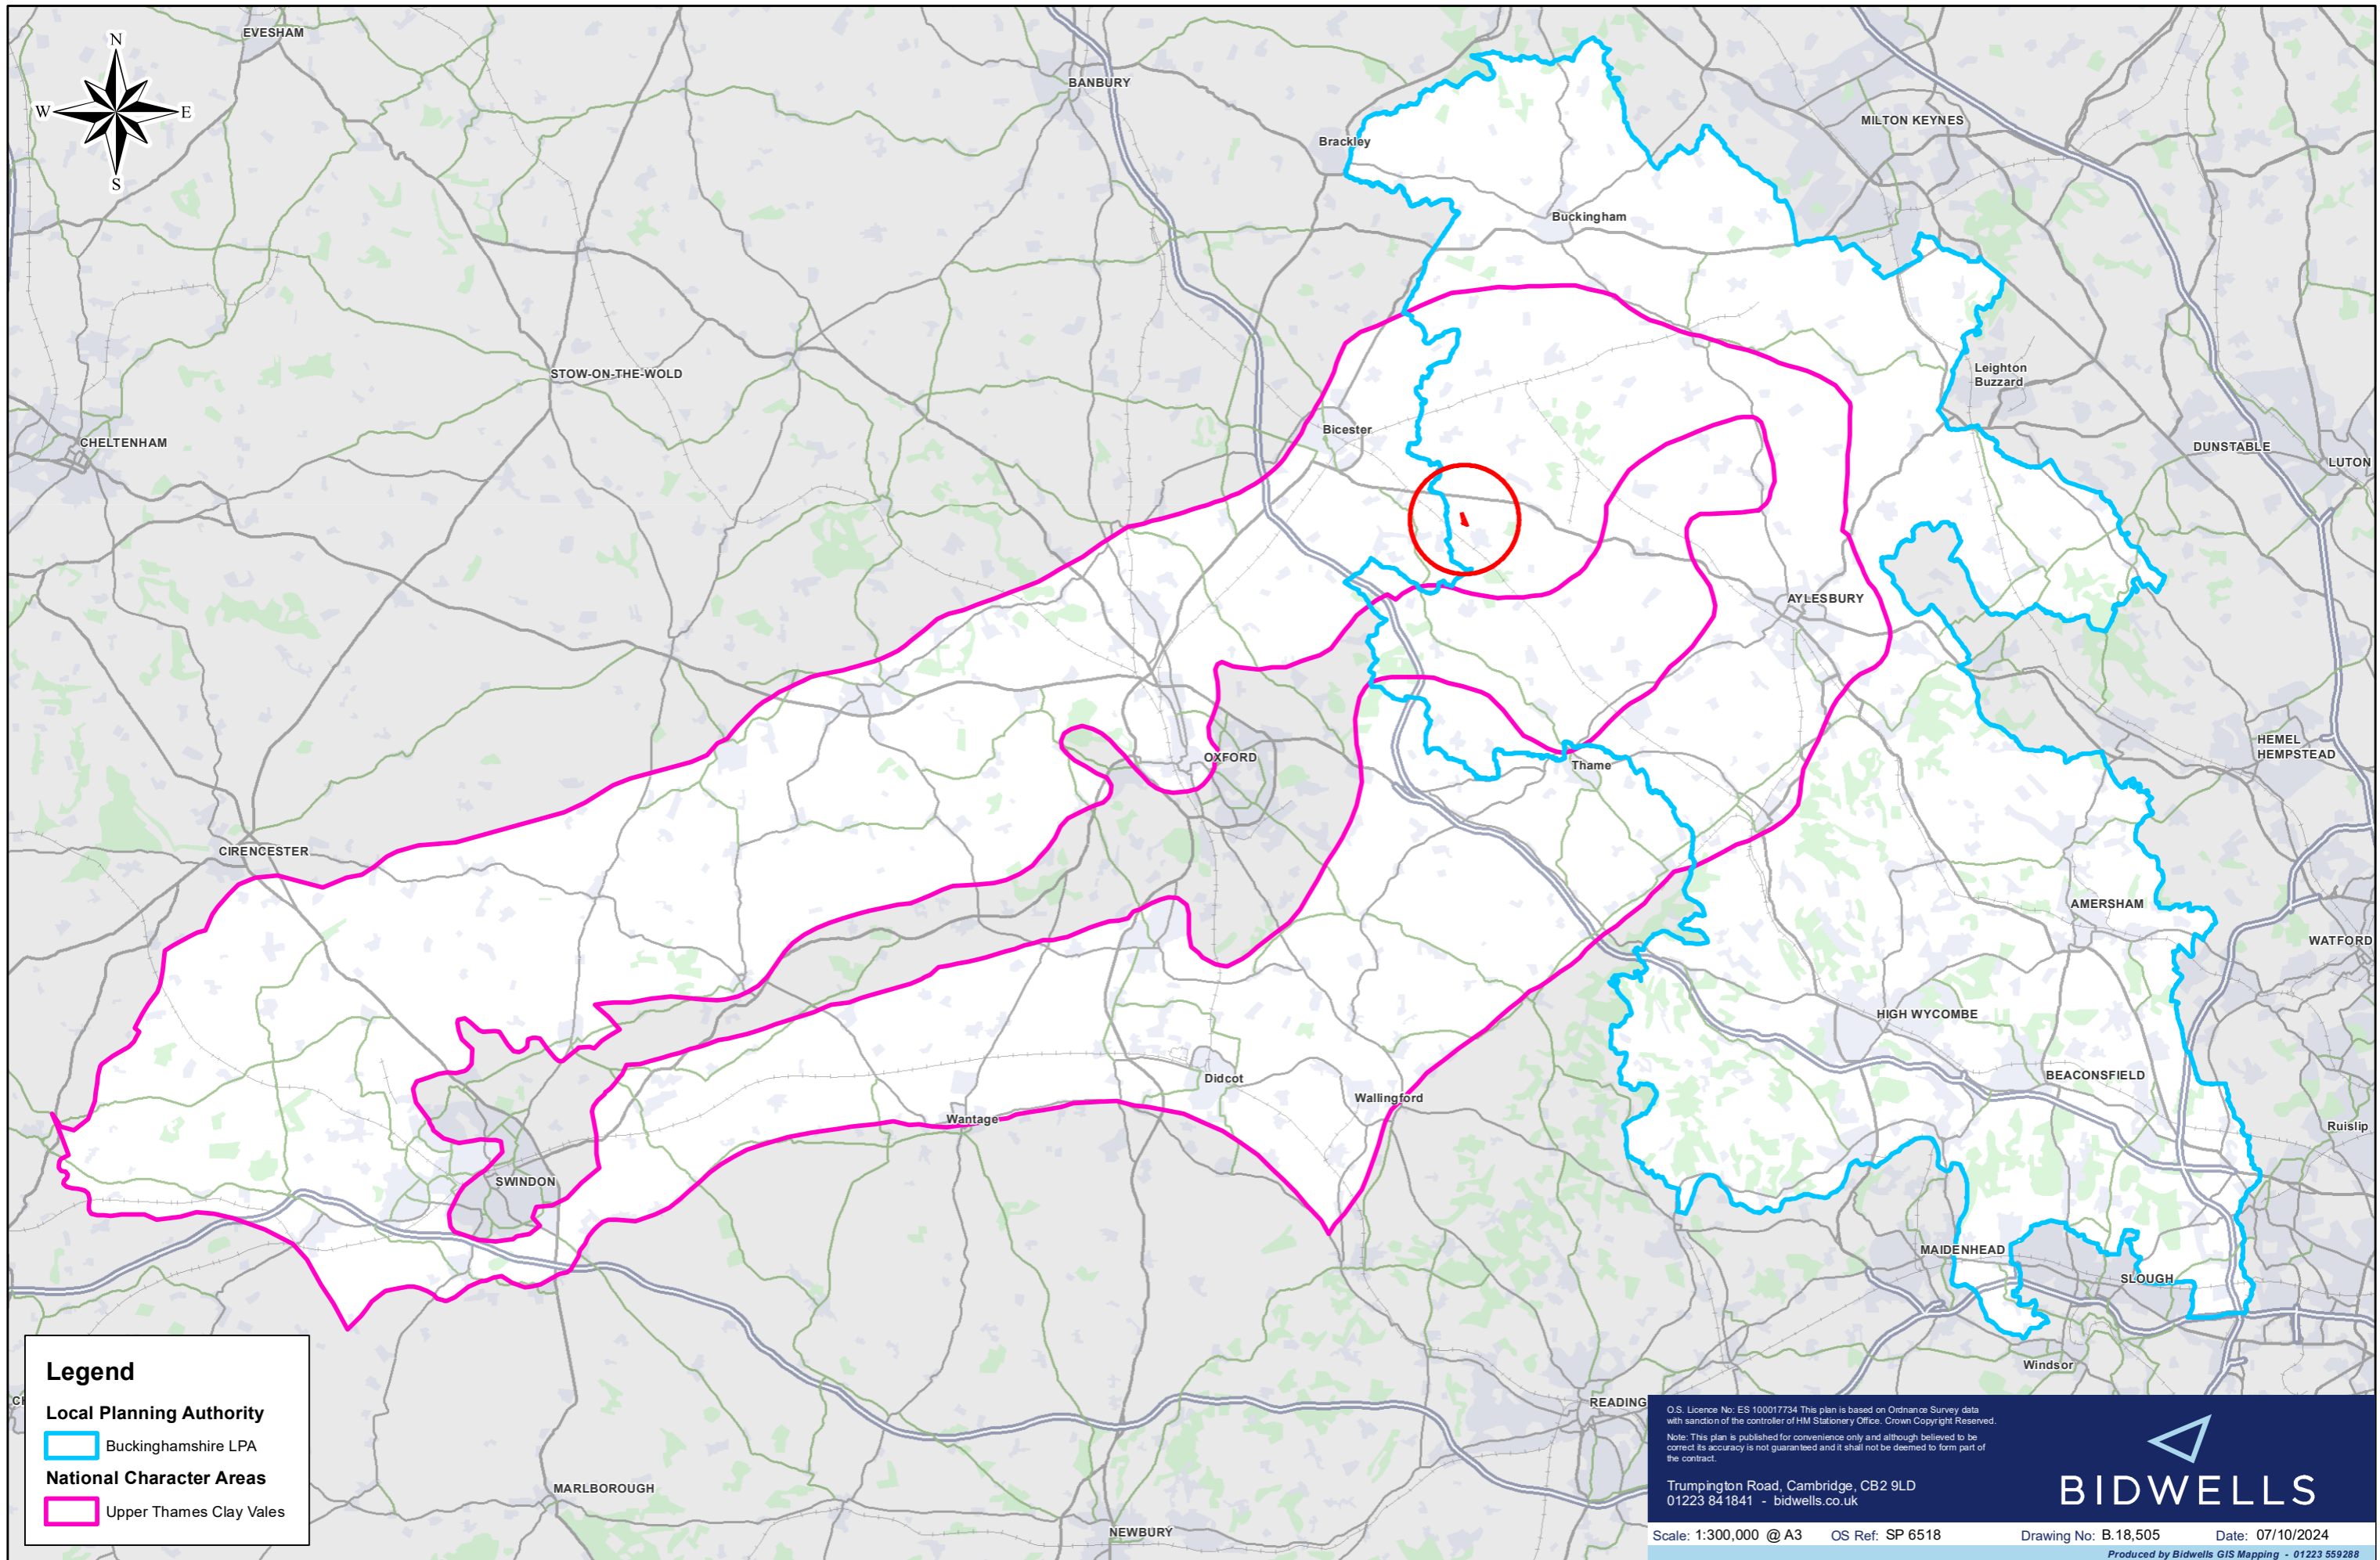 EVESHAM
N
W
E
S
BANBURY
MILTON KEYNES
Brackley
Buckingham
STOW-ON-THE-WOLD
Leighton
Buzzard
CHELTENHAM
Bicester
DUNSTABLE
LUTON
AYLESBURY
OXFORD
Thame
HEMEL
HEMPSTEAD
CIRENCESTER
AMERSHAM
WATFORD
HIGH WYCOMBE
Didcot
BEACONSFIELD
Wallingford
Wantage
Ruislip
SWINDON
MAIDENHEAD
SLOUGH
Windsor
READING
MARLBOROUGH
NEWBURY
Legend
Local Planning Authority
Buckinghamshire LPA
National Character Areas
Upper Thames Clay Vales
O.S. Licence No: ES 100017734 This plan is based on Ordnance Survey data
with sanction of the controller of HM Stationery Office. Crown Copyright Reserved.
Note: This plan is published for convenience only and although believed to be
correct its accuracy is not guaranteed and it shall not be deemed to form part of
the contract.
Trumpington Road, Cambridge, CB2 9LD
01223 841841 - bidwells.co.uk
BIDWELLS
Scale: 1:300,000 @ A3 OS Ref: SP 6518 Drawing No: B.18,505 Date: 07/10/2024
Produced by Bidwells GIS Mapping - 01223 559288